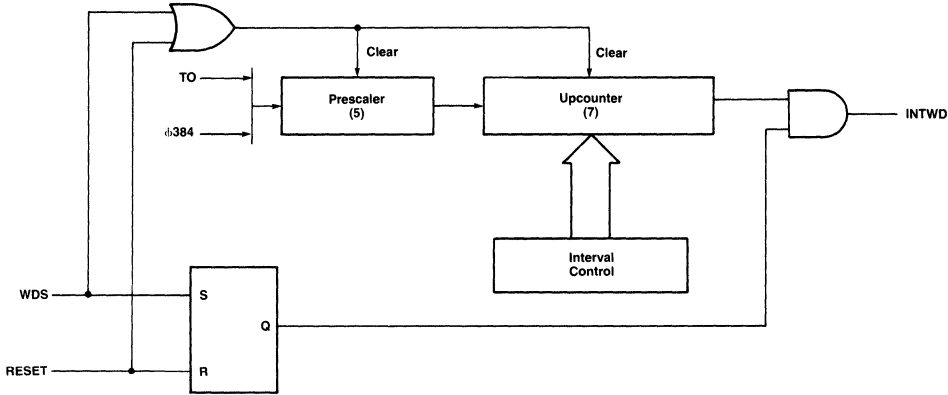 Clear
Clear
TO
Prescaler
(5)
Upcounter
(7)
INTWD
ϕ384
Interval
Control
WDS
S
Q
RESET
R